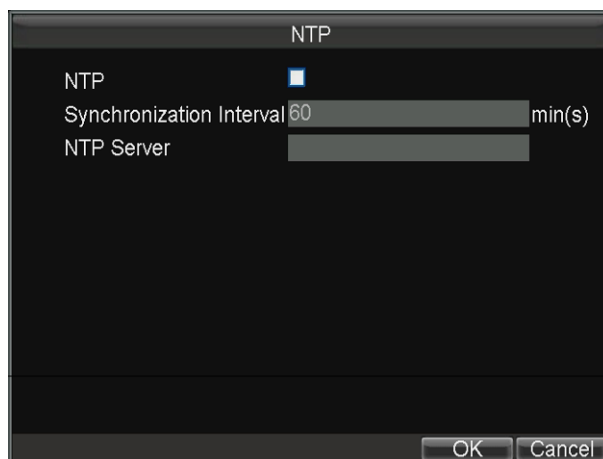 NTP
NTP
Synchronization Interval 60 min(s)
NTP Server
OK Cancel